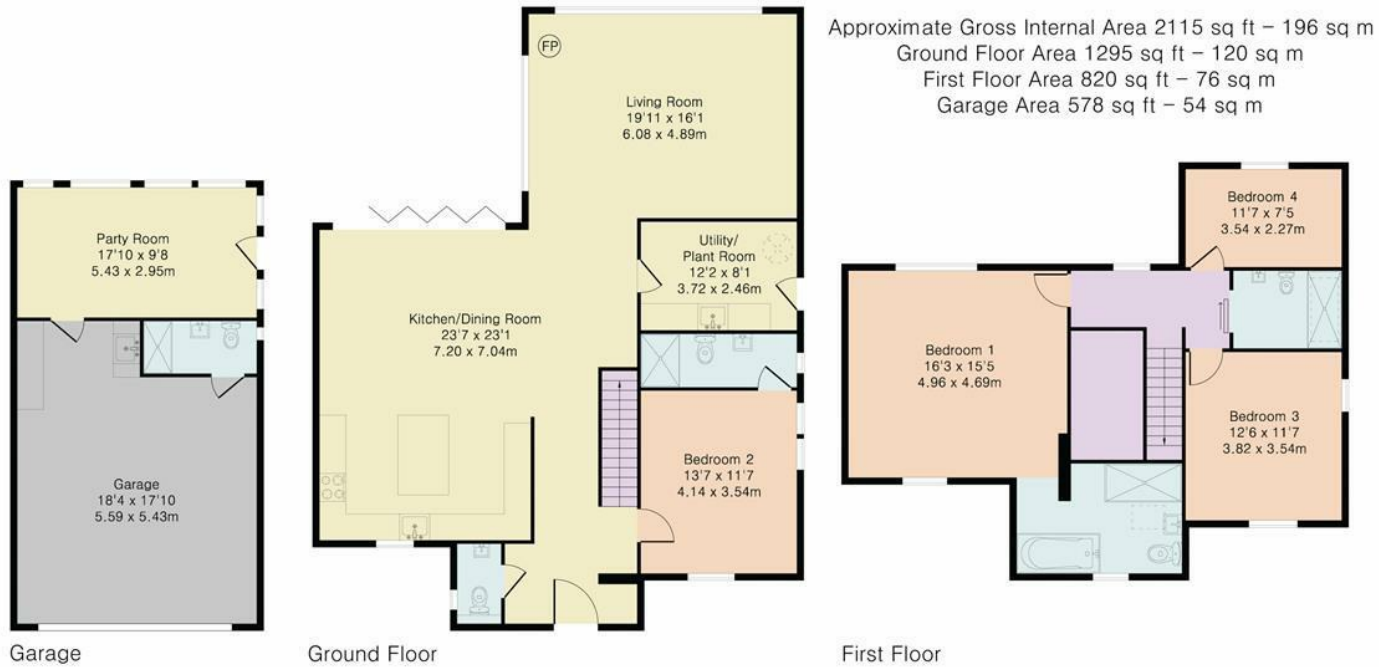 Approximate Gross Internal Area 2115 sq ft – 196 sq m
Ground Floor Area 1295 sq ft – 120 sq m
First Floor Area 820 sq ft – 76 sq m
Garage Area 578 sq ft – 54 sq m
Party Room
17'10 x 9'8
5.43 x 2.95m
Garage
18'4 x 17'10
5.59 x 5.43m
Garage
FP
Living Room
19'11 x 16'1
6.08 x 4.89m
Utility/
Plant Room
12'2 x 8'1
3.72 x 2.46m
Kitchen/Dining Room
23'7 x 23'1
7.20 x 7.04m
Bedroom 2
13'7 x 11'7
4.14 x 3.54m
Ground Floor
Bedroom 4
11'7 x 7'5
3.54 x 2.27m
Bedroom 1
16'3 x 15'5
4.96 x 4.69m
Bedroom 3
12'6 x 11'7
3.82 x 3.54m
First Floor